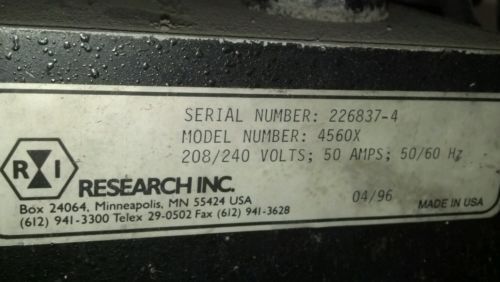 SERIAL NUMBER: 226837-4
MODEL NUMBER: 4560X
208/240 VOLTS; 50 AMPS; 50/60 Hz
R I
RESEARCH INC.
Box 24064, Minneapolis, MN 55424 USA
(612) 941-3300 Telex 29-0502 Fax (612) 941-3628
04/96
MADE IN USA